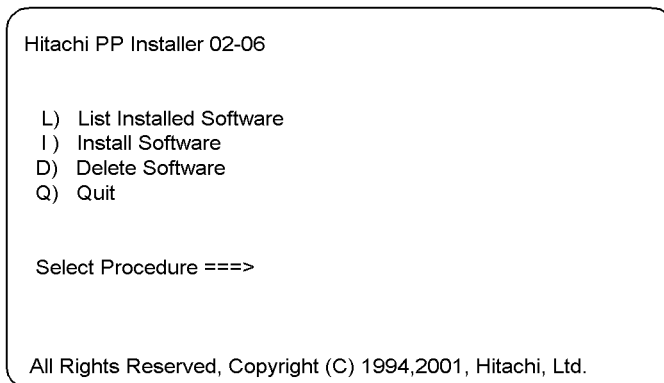 Hitachi PP Installer 02-06
L) List Installed Software
I ) Install Software
D) Delete Software
Q) Quit
Select Procedure ===>
All Rights Reserved, Copyright (C) 1994,2001, Hitachi, Ltd.